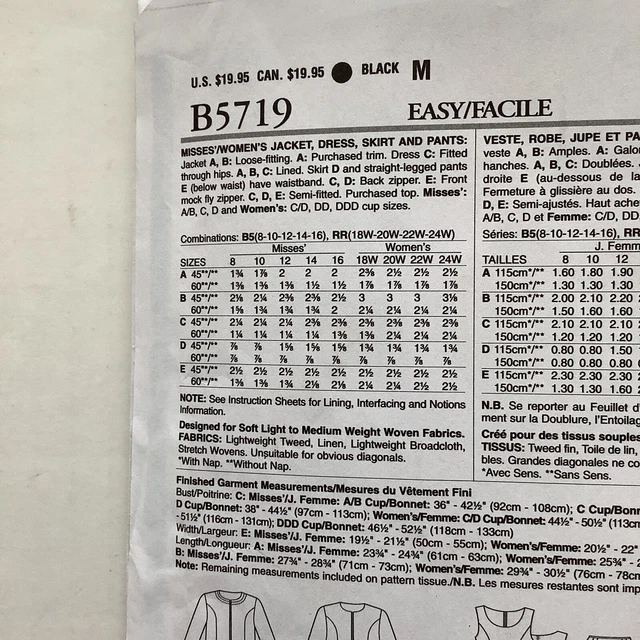 U.S. $19.95 CAN. $19.95 BLACK M
B5719 EASY/FACILE
MISSES'/WOMEN'S JACKET, DRESS, SKIRT AND PANTS:
Jacket A, B: Loose-fitting. A: Purchased trim. Dress C: Fitted
through hips. A, B, C: Lined. Skirt D and straight-legged pants
E (below waist) have waistband. C, D: Back zipper. E: Front
mock fly zipper. C, D, E: Semi-fitted. Purchased top. Misses':
A/B, C, D and Women's: C/D, DD, DDD cup sizes.
Combinations: B5(8-10-12-14-16), RR(18W-20W-22W-24W)
Misses' Women's
SIZES 8 10 12 14 16 18W 20W 22W 24W
A 45"*/** 1¾ 1⅞ 2 2 2 2⅜ 2½ 2½ 2½
60"*/** 1⅜ 1⅜ 1⅜ 1½ 1½ 1⅞ 1⅞ 1⅞ 1⅞
B 45"*/** 2⅛ 2¼ 2⅜ 2⅜ 2½ 3 3 3 3⅛
60"*/** 1⅝ 1¾ 1¾ 1¾ 2 2¼ 2¼ 2¼ 2¼
C 45"*/** 2¼ 2¼ 2¼ 2⅜ 2⅜ 2⅜ 2⅜ 2⅜ 2⅜
60"*/** 1¼ 1¼ 1¼ 1⅜ 1⅝ 2¼ 2¼ 2¼ 2¼
D 45"*/** ⅞ ⅞ 1⅝ 1⅝ 1⅝ 1¾ 1¾ 1¾ 1¾
60"*/** ⅞ ⅞ ⅞ ⅞ ⅞ ⅞ ⅞ ⅞ ⅞
E 45"*/** 2½ 2½ 2½ 2½ 2½ 2½ 2½ 2½ 2½
60"*/** 1⅜ 1⅜ 1¾ 2⅛ 2¼ 2¼ 2¼ 2½ 2½
NOTE: See Instruction Sheets for Lining, Interfacing and Notions
Information.
Designed for Soft Light to Medium Weight Woven Fabrics.
FABRICS: Lightweight Tweed, Linen, Lightweight Broadcloth,
Stretch Wovens. Unsuitable for obvious diagonals.
*With Nap. **Without Nap.
VESTE, ROBE, JUPE ET PA
veste A, B: Amples. A: Galo
hanches. A, B, C: Doublées.
droite E (au-dessous de la
Fermeture à glissière au dos.
D, E: Semi-ajustés. Haut ache
A/B, C, D et Femme: C/D, DD
Séries: B5(8-10-12-14-16), RR
J. Femm
TAILLES 8 10 12
A 115cm*/** 1.60 1.80 1.90
150cm*/** 1.30 1.30 1.30
B 115cm*/** 2.00 2.10 2.20
150cm*/** 1.50 1.60 1.60
C 115cm*/** 2.10 2.10 2.10
150cm*/** 1.20 1.20 1.20
D 115cm*/** 0.80 0.80 1.50
150cm*/** 0.80 0.80 0.80
E 115cm*/** 2.30 2.30 2.30
150cm*/** 1.30 1.30 1.60
N.B. Se reporter au Feuillet d'
ment sur la Doublure, l'Entoilag
Créé pour des tissus souples
TISSUS: Tweed fin, Toile de lin,
bles. Grandes diagonales ne co
*Avec Sens. **Sans Sens.
Finished Garment Measurements/Mesures du Vêtement Fini
Bust/Poitrine: C: Misses'/J. Femme: A/B Cup/Bonnet: 36" - 42½" (92cm - 108cm); C Cup/Bonn
D Cup/Bonnet: 38" - 44½" (97cm - 113cm); Women's/Femme: C/D Cup/Bonnet: 44½" - 50½" (113cm
- 51½" (116cm - 131cm); DDD Cup/Bonnet: 46½" - 52½" (118cm - 133cm)
Width/Largeur: E: Misses'/J. Femme: 19½" - 21½" (50cm - 55cm); Women's/Femme: 20½" - 22"
Length/Longueur: A: Misses'/J. Femme: 23¾" - 24¾" (61cm - 63cm); Women's/Femme: 25¾" - 2
B: Misses'/J. Femme: 27¾" - 28¾" (71cm - 73cm); Women's/Femme: 29¾" - 30½" (76cm - 78c
Note: Remaining measurements included on pattern tissue./N.B. Les mesures restantes sont imp